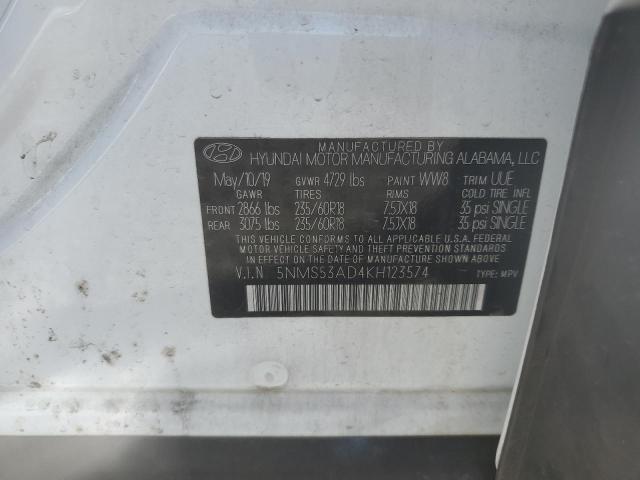 MANUFACTURED BY
HYUNDAI MOTOR MANUFACTURING ALABAMA, LLC
May/10/19 GVWR 4729 lbs PAINT WW8 TRIM UUE
GAWR TIRES RIMS COLD TIRE INFL
FRONT 2866 lbs 235/60R18 7.5JX18 35 psi SINGLE
REAR 3075 lbs 235/60R18 7.5JX18 35 psi SINGLE
THIS VEHICLE CONFORMS TO ALL APPLICABLE U.S.A. FEDERAL
MOTOR VEHICLE SAFETY AND THEFT PREVENTION STANDARDS
IN EFFECT ON THE DATE OF MANUFACTURE SHOWN ABOVE.
V.I.N 5NMS53AD4KH123574 TYPE: MPV